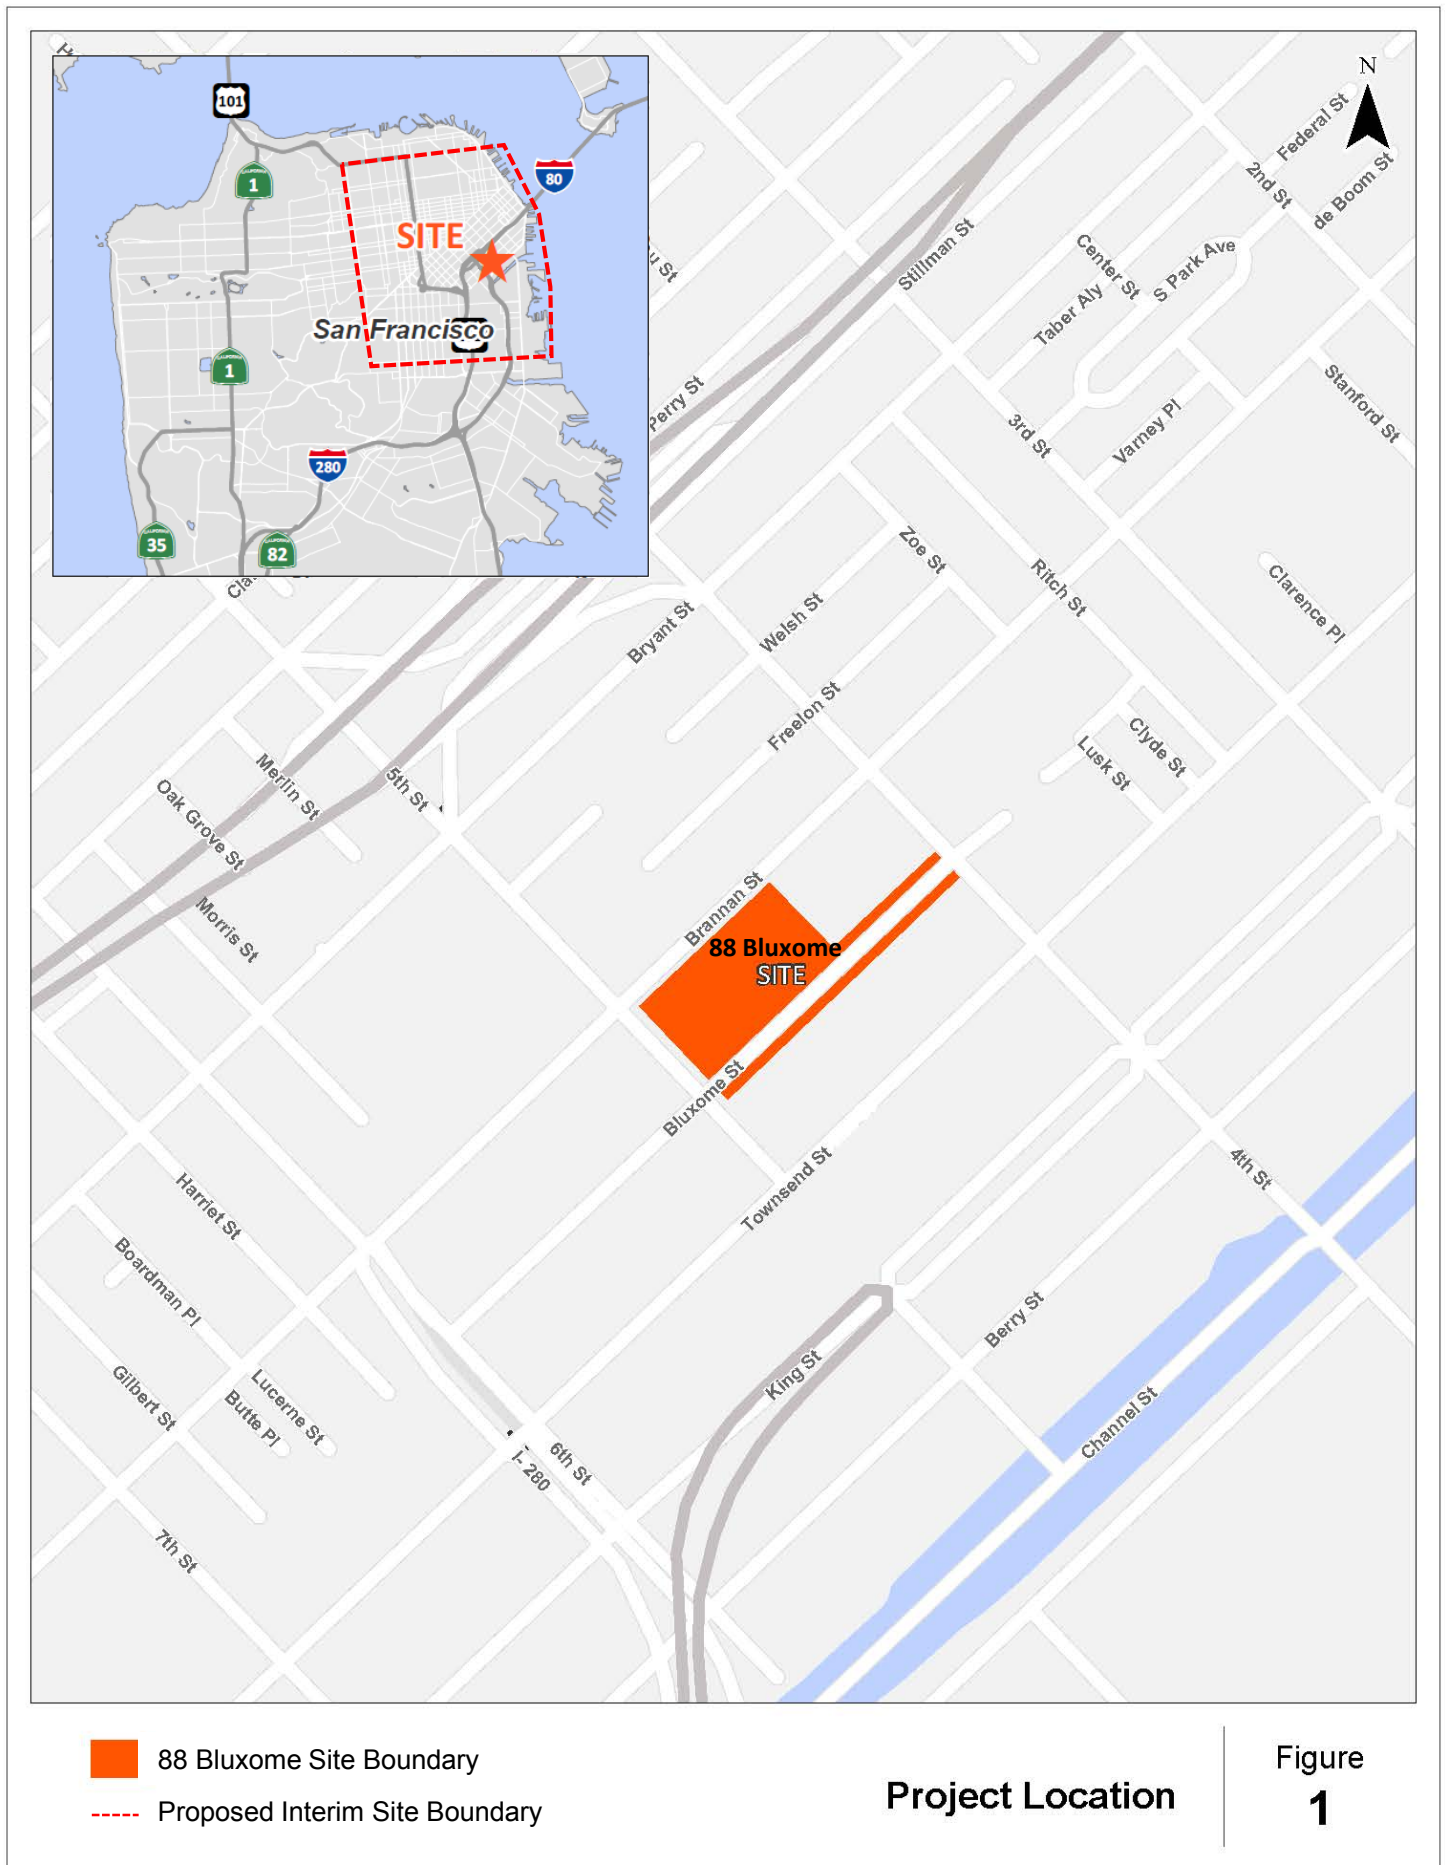 N
101
1
80
SITE
San Francisco
1
280
35
82
Federal St
2nd St
de Boom St
Stillman St
Center St
S Park Ave
Taber Aly
Perry St
3rd St
Varney Pl
Stanford St
Zoe St
Ritch St
Clarence Pl
Bryant St
Welsh St
Freelon St
Clyde St
Lusk St
Merlin St
5th St
Oak Grove St
Morris St
Brannan St
88 Bluxome
SITE
Bluxome St
Townsend St
4th St
Harriet St
Boardman Pl
Berry St
King St
Gilbert St
Lucerne St
Butte Pl
Channel St
6th St
I- 280
7th St
88 Bluxome Site Boundary
Proposed Interim Site Boundary
Project Location
Figure
1